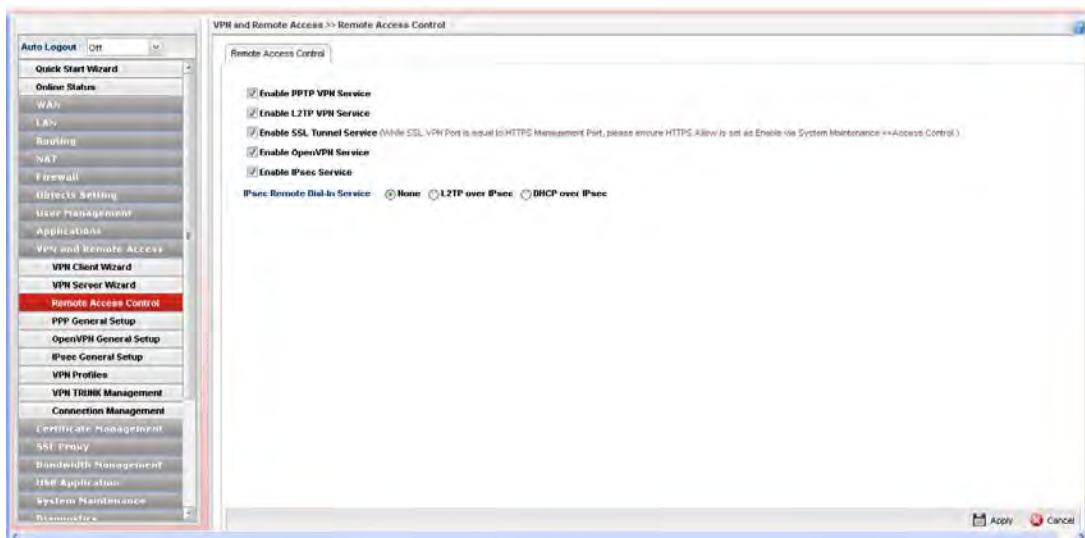 VPN and Remote Access >> Remote Access Control
Auto Logout : Off
Quick Start Wizard
Online Status
WAN
LAN
Routing
NAT
Firewall
Objects Setting
User Management
Applications
VPN and Remote Access
VPN Client Wizard
VPN Server Wizard
Remote Access Control
PPP General Setup
OpenVPN General Setup
IPsec General Setup
VPN Profiles
VPN TRUNK Management
Connection Management
Certificate Management
SSL Proxy
Bandwidth Management
USB Application
System Maintenance
Diagnostics
Remote Access Control
Enable PPTP VPN Service
Enable L2TP VPN Service
Enable SSL Tunnel Service (While SSL VPN Port is equal to HTTPS Management Port, please ensure HTTPS Allow is set as Enable via System Maintenance >>Access Control.)
Enable OpenVPN Service
Enable IPsec Service
IPsec Remote Dial-In Service None L2TP over IPsec DHCP over IPsec
Apply Cancel